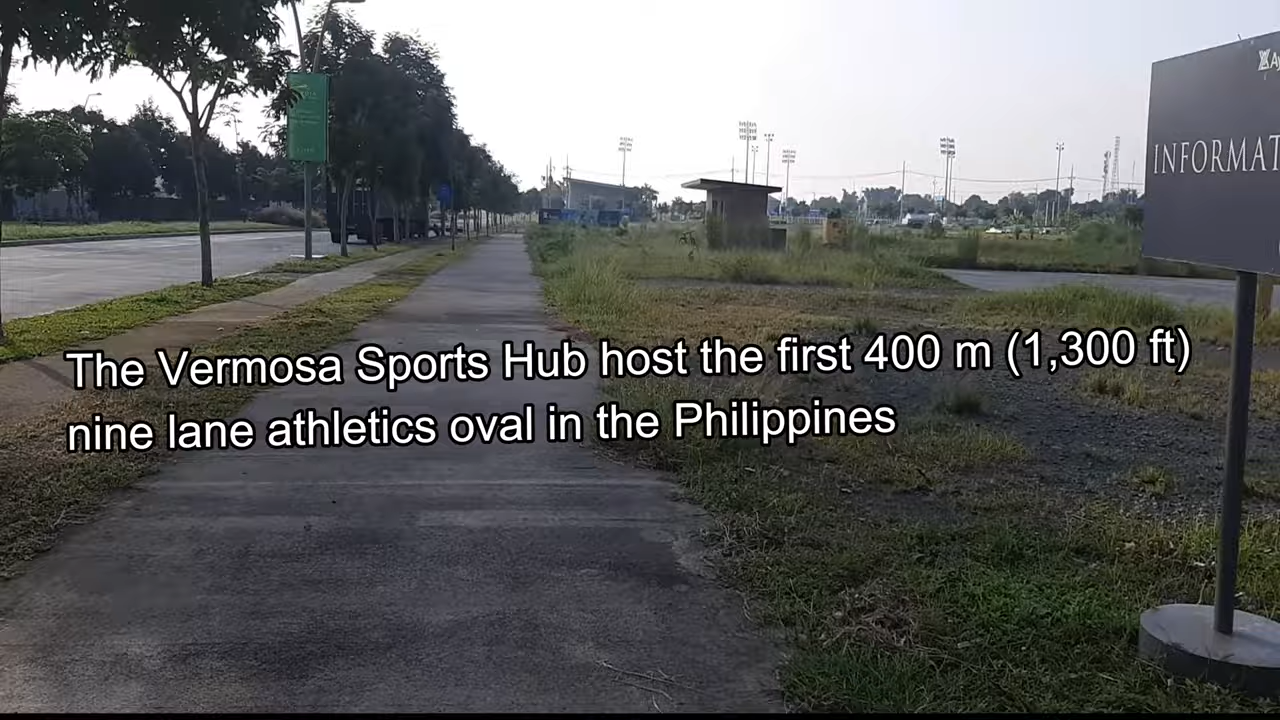 INFORMAT
The Vermosa Sports Hub host the first 400 m (1,300 ft)
nine lane athletics oval in the Philippines